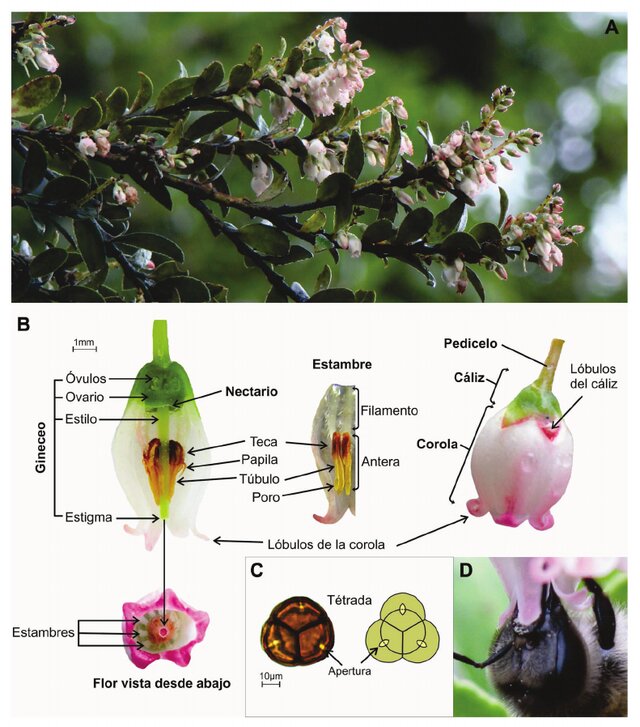 A
B
1mm
Óvulos
Ovario
Estilo
Gineceo
Estigma
Nectario
Teca
Papila
Túbulo
Poro
Estambre
Filamento
Antera
Pedicelo
Cáliz
Lóbulos
del cáliz
Corola
Lóbulos de la corola
Estambres
Flor vista desde abajo
C
Tétrada
Apertura
10µm
D